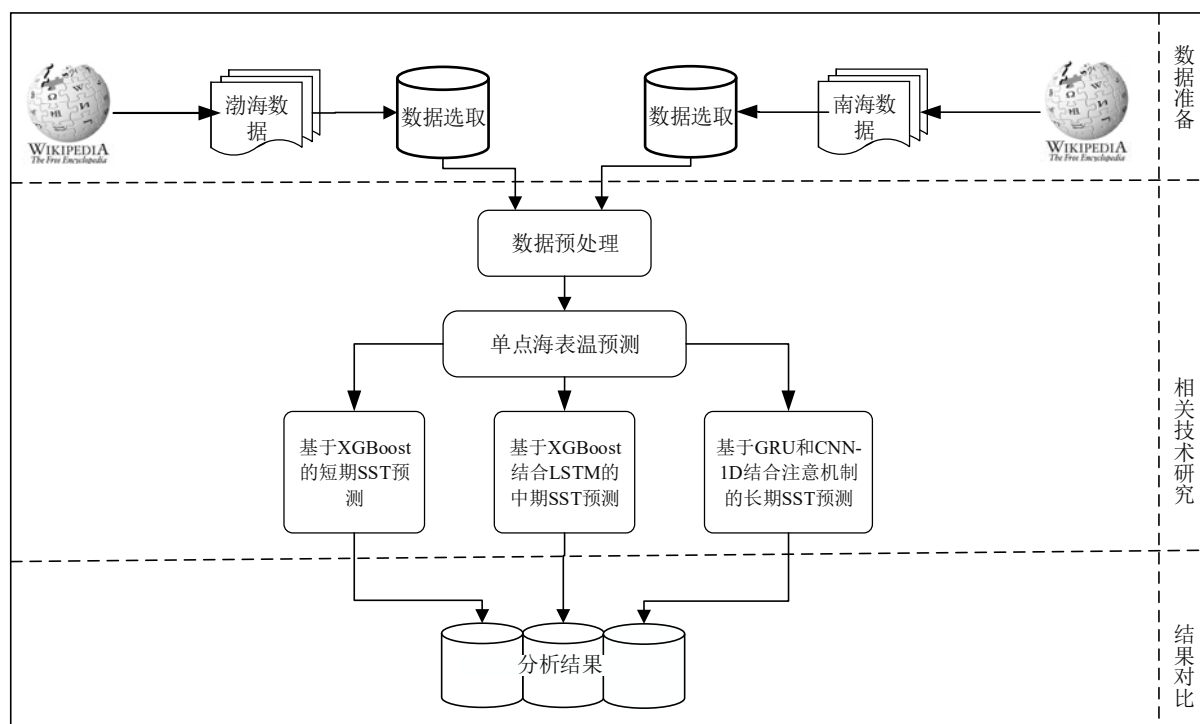 渤海数
据
数据选取
数据选取
南海数
据
WIKIPEDIA
The Free Encyclopedia
WIKIPEDIA
The Free Encyclopedia
数据准备
数据预处理
单点海表温预测
基于XGBoost
的短期SST预
测
基于XGBoost
结合LSTM的
中期SST预测
基于GRU和CNN-
1D结合注意机制
的长期SST预测
相关技术研究
分析结果
结果对比